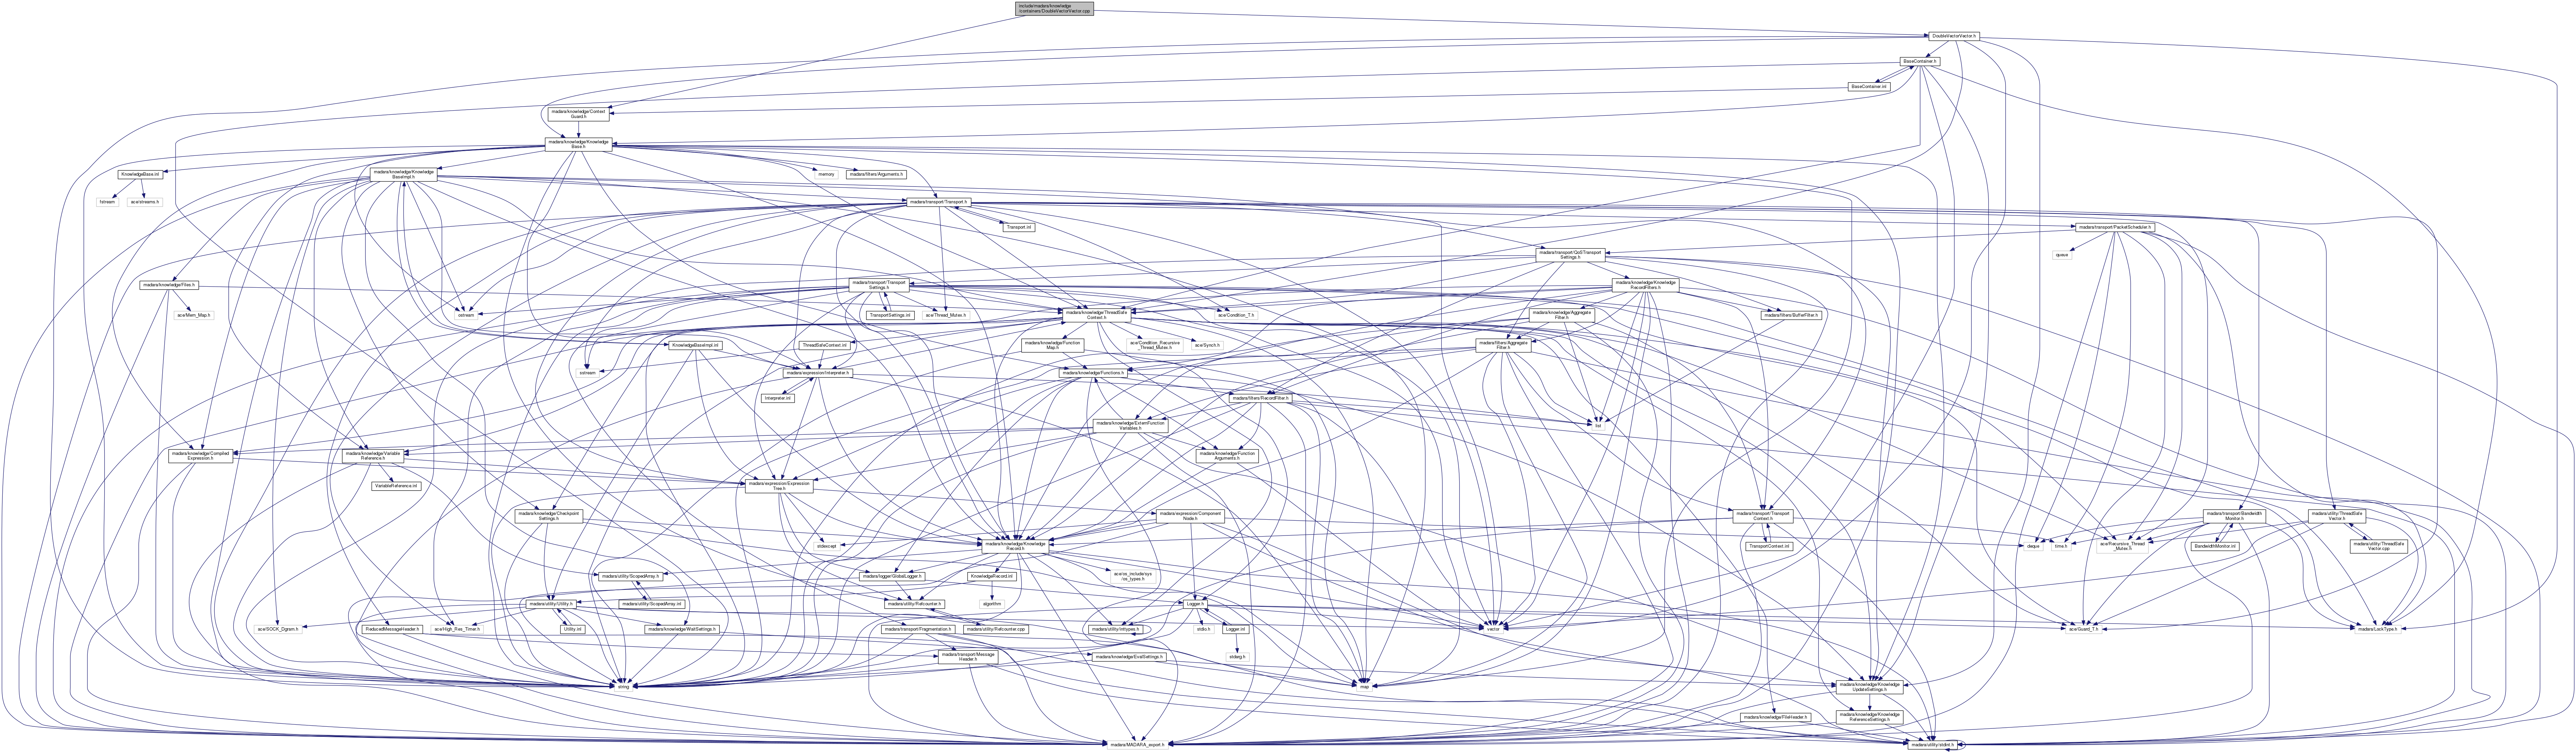 include/madara/knowledge
/containers/DoubleVectorVector.cpp
DoubleVectorVector.h
BaseContainer.h
BaseContainer.inl
madara/knowledge/Context
Guard.h
madara/knowledge/Knowledge
Base.h
KnowledgeBase.inl
madara/knowledge/Knowledge
BaseImpl.h
memory
madara/filters/Arguments.h
fstream
ace/streams.h
madara/transport/Transport.h
Transport.inl
madara/transport/PacketScheduler.h
queue
madara/transport/QoSTransport
Settings.h
madara/knowledge/Files.h
madara/transport/Transport
Settings.h
madara/knowledge/Knowledge
RecordFilters.h
ace/Mem_Map.h
ostream
TransportSettings.inl
ace/Thread_Mutex.h
madara/knowledge/ThreadSafe
Context.h
ace/Condition_T.h
madara/knowledge/Aggregate
Filter.h
madara/filters/BufferFilter.h
KnowledgeBaseImpl.inl
ThreadSafeContext.inl
madara/knowledge/Function
Map.h
ace/Condition_Recursive
_Thread_Mutex.h
ace/Synch.h
madara/filters/Aggregate
Filter.h
sstream
madara/expression/Interpreter.h
madara/knowledge/Functions.h
Interpreter.inl
madara/filters/RecordFilter.h
madara/knowledge/ExternFunction
Variables.h
list
madara/knowledge/Compiled
Expression.h
madara/knowledge/Variable
Reference.h
madara/knowledge/Function
Arguments.h
VariableReference.inl
madara/expression/Expression
Tree.h
madara/knowledge/Checkpoint
Settings.h
madara/expression/Component
Node.h
madara/transport/Transport
Context.h
madara/transport/Bandwidth
Monitor.h
madara/utility/ThreadSafe
Vector.h
stdexcept
madara/knowledge/Knowledge
Record.h
TransportContext.inl
deque
time.h
ace/Recursive_Thread
_Mutex.h
BandwidthMonitor.inl
madara/utility/ThreadSafe
Vector.cpp
madara/utility/ScopedArray.h
madara/logger/GlobalLogger.h
KnowledgeRecord.inl
ace/os_include/sys
/os_types.h
madara/utility/Utility.h
madara/utility/ScopedArray.inl
madara/utility/Refcounter.h
algorithm
Logger.h
ace/SOCK_Dgram.h
ReducedMessageHeader.h
ace/High_Res_Timer.h
Utility.inl
madara/knowledge/WaitSettings.h
madara/transport/Fragmentation.h
madara/utility/Refcounter.cpp
madara/utility/inttypes.h
stdio.h
Logger.inl
vector
ace/Guard_T.h
madara/LockType.h
madara/transport/Message
Header.h
madara/knowledge/EvalSettings.h
stdarg.h
string
map
madara/knowledge/Knowledge
UpdateSettings.h
madara/knowledge/FileHeader.h
madara/knowledge/Knowledge
ReferenceSettings.h
madara/MADARA_export.h
madara/utility/stdint.h